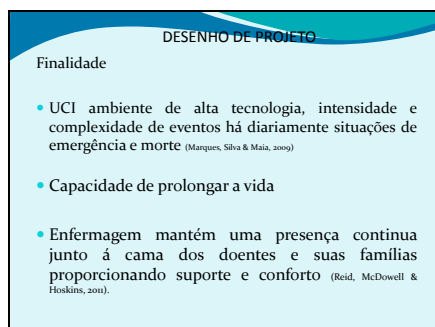 DESENHO DE PROJETO
Finalidade
• UCI ambiente de alta tecnologia, intensidade e
complexidade de eventos há diariamente situações de
emergência e morte (Marques, Silva & Maia, 2009)
• Capacidade de prolongar a vida
• Enfermagem mantém uma presença continua
junto á cama dos doentes e suas famílias
proporcionando suporte e conforto (Reid, McDowell &
Hoskins, 2011).